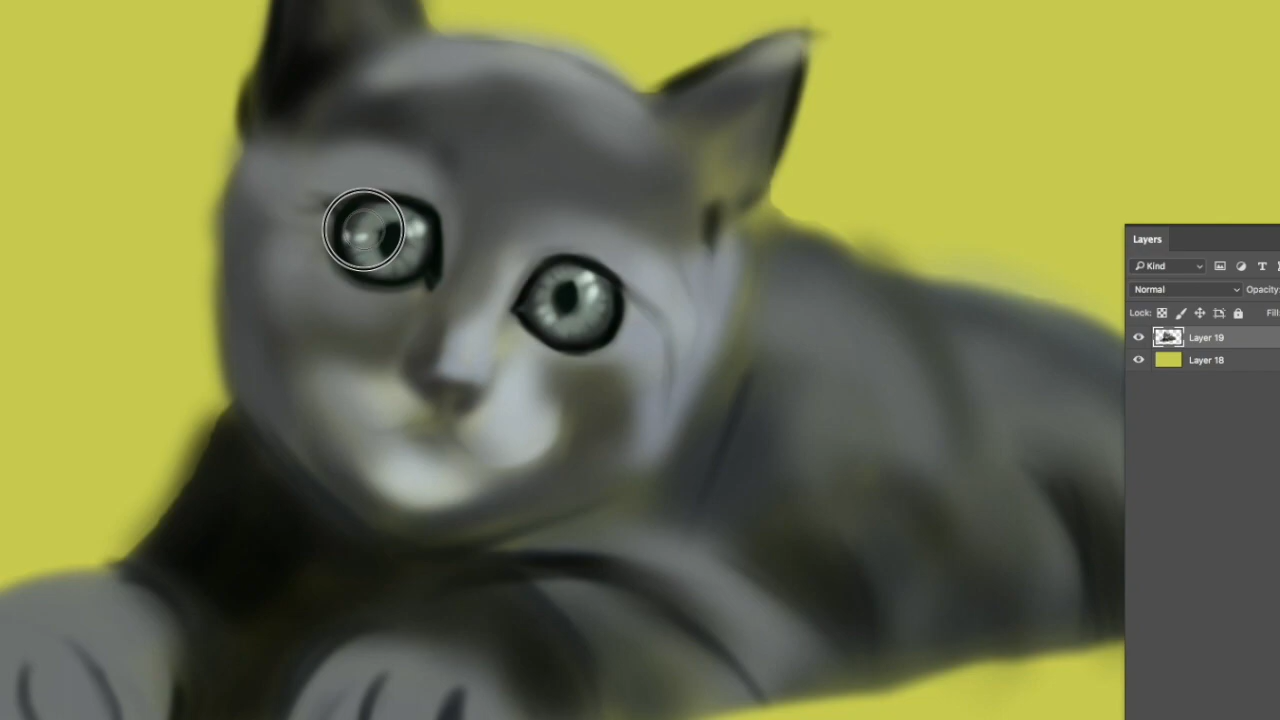 Layers
Kind
Normal
Opacity:
Lock:
Fill:
Layer 19
Layer 18